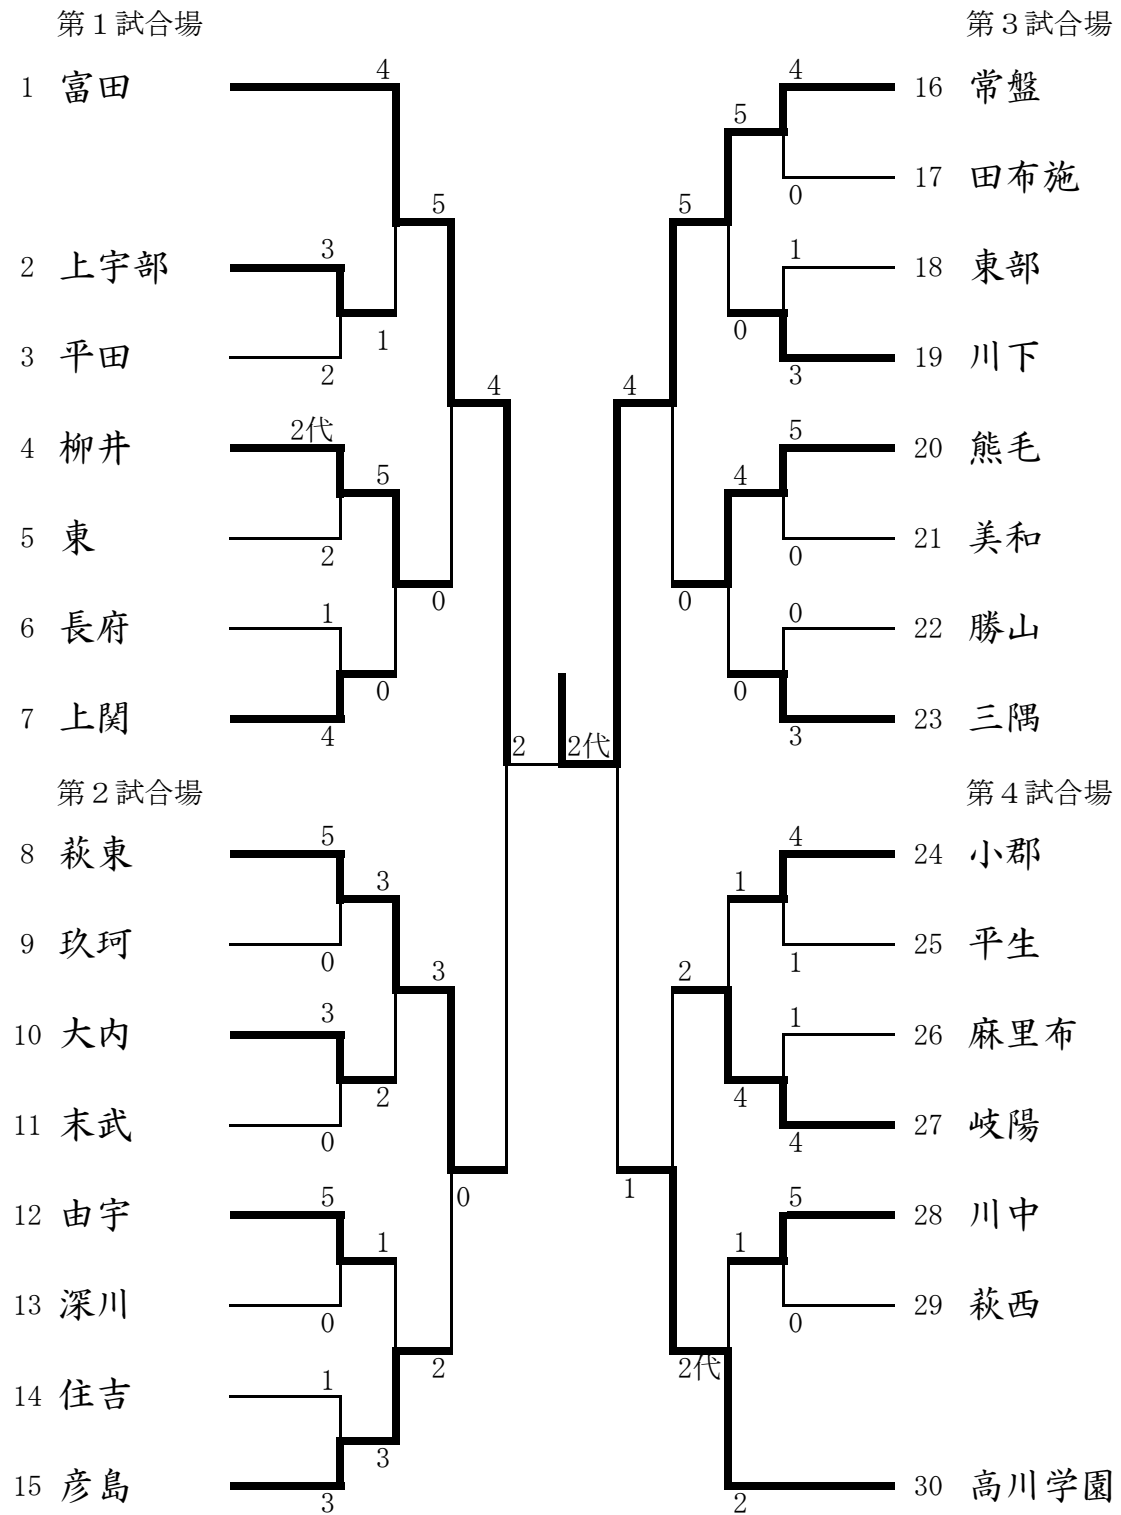 第１試合場
1 富田
2 上宇部
3 平田
4 柳井
5 東
6 長府
7 上関
第２試合場
8 萩東
9 玖珂
10 大内
11 末武
12 由宇
13 深川
14 住吉
15 彦島
4
3
2
2代
2
1
4
5
0
3
0
5
0
1
3
1
5
0
3
2
1
3
5
0
3
2
4
0
2
2代
4
1
5
0
2
2代
5
0
4
0
1
4
1
2
4
0
1
3
5
0
0
3
4
1
1
4
5
0
第３試合場
16 常盤
17 田布施
18 東部
19 川下
20 熊毛
21 美和
22 勝山
23 三隅
第４試合場
24 小郡
25 平生
26 麻里布
27 岐陽
28 川中
29 萩西
30 高川学園